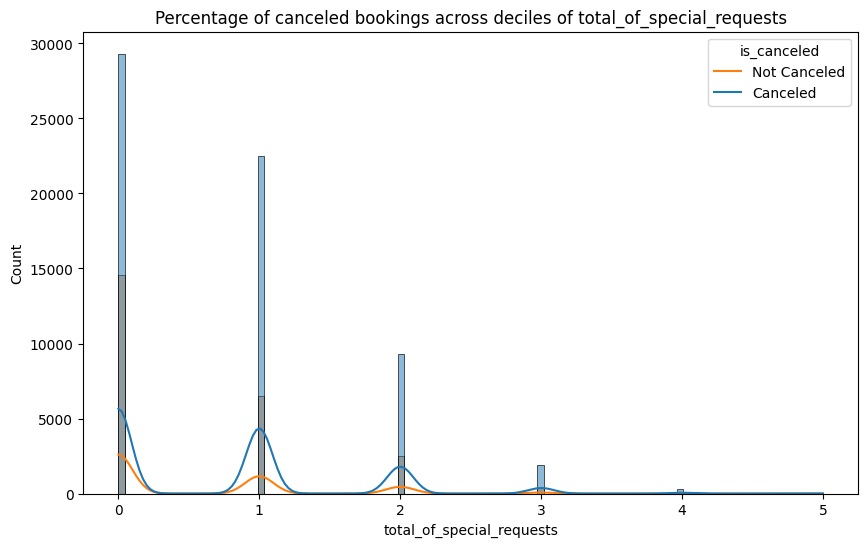 Percentage of canceled bookings across deciles of total_of_special_requests
is_canceled
Not Canceled
Canceled
30000
25000
20000
15000
10000
5000
0
Count
0 1 2 3 4 5
total_of_special_requests